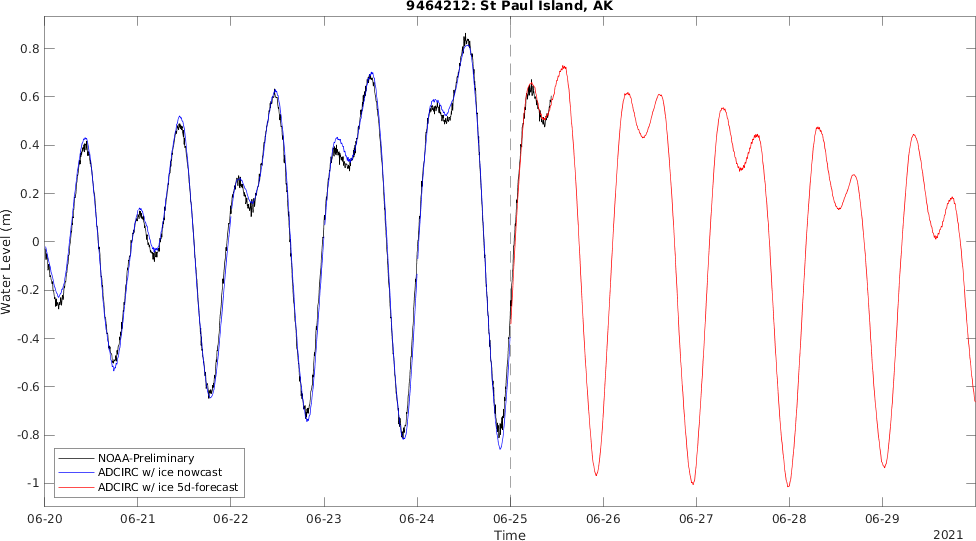 9464212: St Paul Island, AK
Water Level (m)
0.8
0.6
0.4
0.2
0
-0.2
-0.4
-0.6
-0.8
-1
NOAA-Preliminary
ADCIRC w/ ice nowcast
ADCIRC w/ ice 5d-forecast
06-20 06-21 06-22 06-23 06-24 06-25 06-26 06-27 06-28 06-29
Time
2021